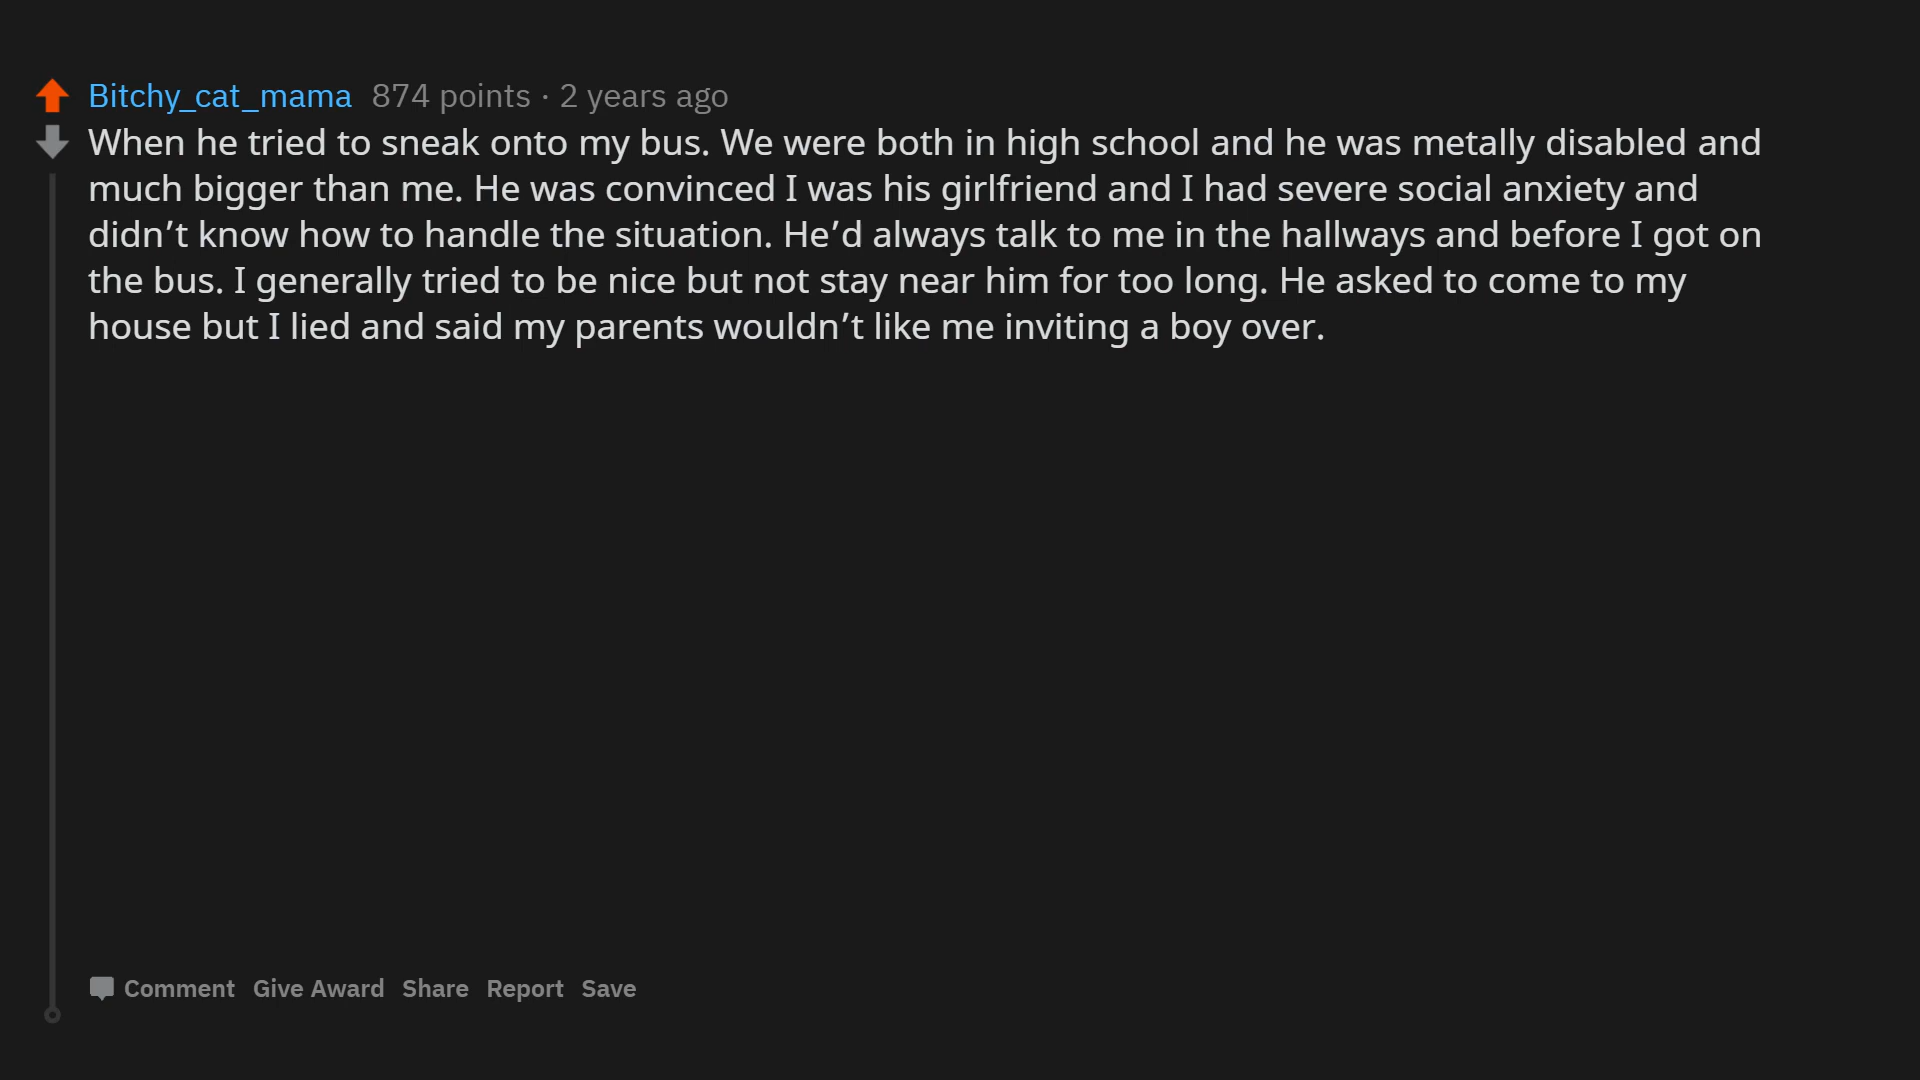 Bitchy_cat_mama 874 points · 2 years ago
When he tried to sneak onto my bus. We were both in high school and he was metally disabled and
much bigger than me. He was convinced I was his girlfriend and I had severe social anxiety and
didn’t know how to handle the situation. He’d always talk to me in the hallways and before I got on
the bus. I generally tried to be nice but not stay near him for too long. He asked to come to my
house but I lied and said my parents wouldn’t like me inviting a boy over.
Comment Give Award Share Report Save